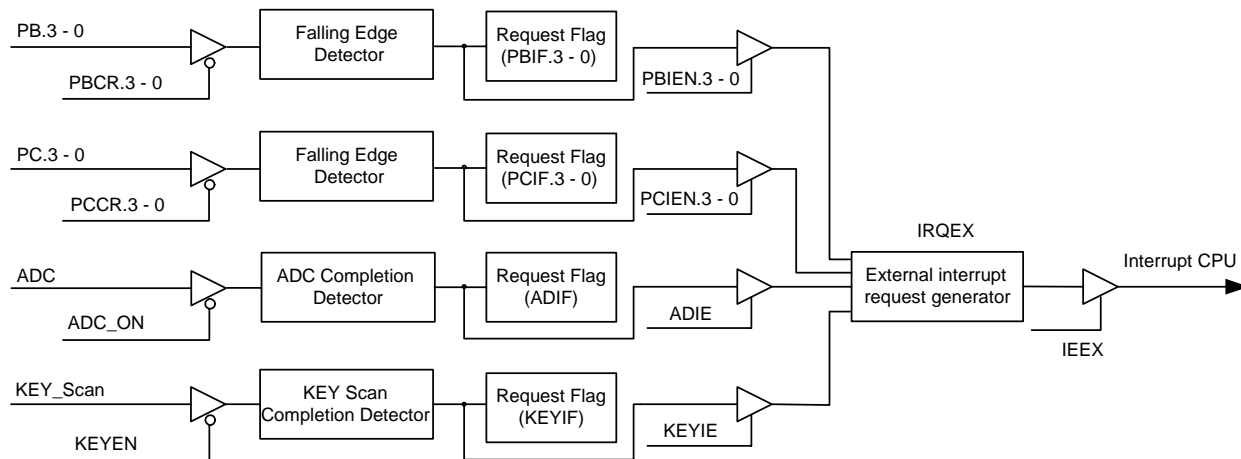 PB.3 - 0
PBCR.3 - 0
Falling Edge
Detector
Request Flag
(PBIF.3 - 0)
PBIEN.3 - 0
PC.3 - 0
PCCR.3 - 0
Falling Edge
Detector
Request Flag
(PCIF.3 - 0)
PCIEN.3 - 0
ADC
ADC_ON
ADC Completion
Detector
Request Flag
(ADIF)
ADIE
KEY_Scan
KEYEN
KEY Scan
Completion Detector
Request Flag
(KEYIF)
KEYIE
IRQEX
External interrupt
request generator
IEEX
Interrupt CPU